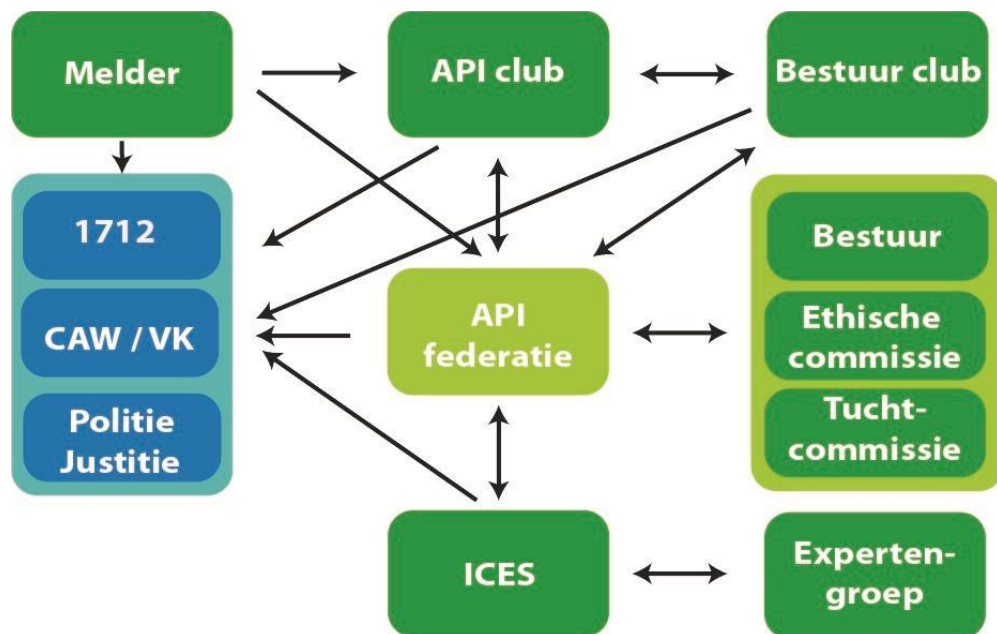 Melder
API club
Bestuur club
1712
CAW / VK
Politie
Justitie
API
federatie
Bestuur
Ethische
commissie
Tucht-
commissie
ICES
Experten-
groep